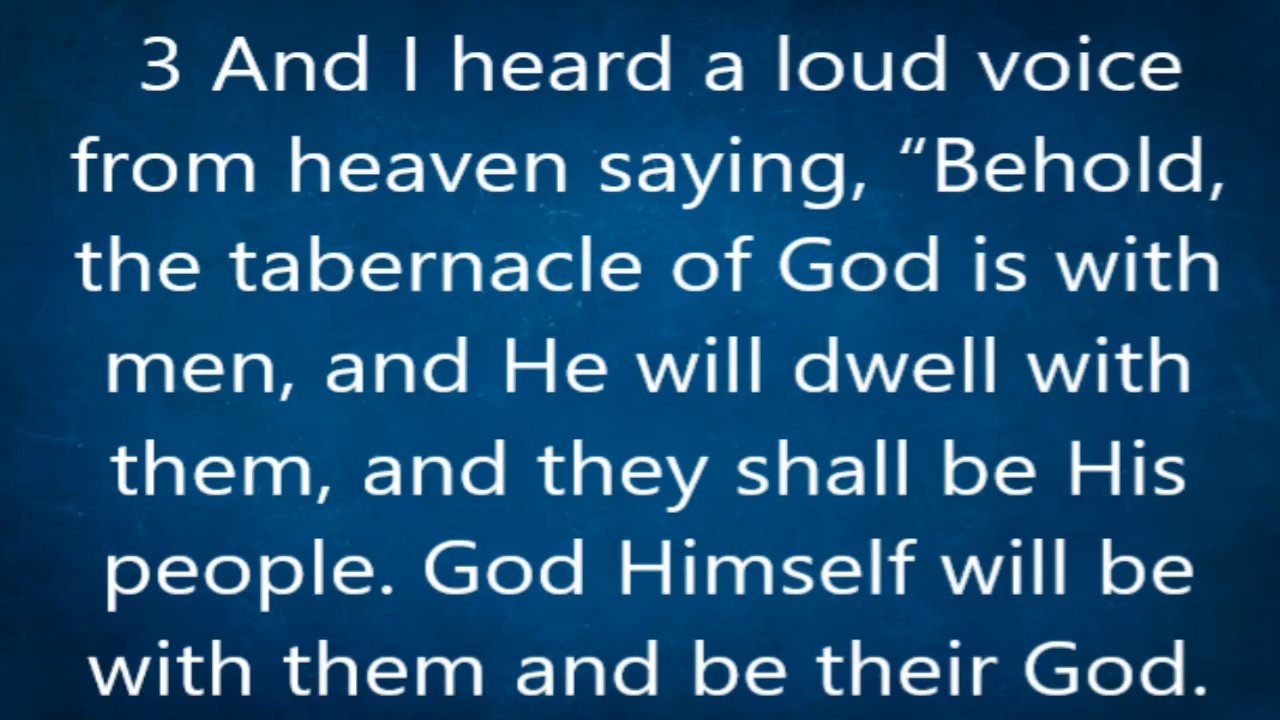 3 And I heard a loud voice
from heaven saying, “Behold,
the tabernacle of God is with
men, and He will dwell with
them, and they shall be His
people. God Himself will be
with them and be their God.